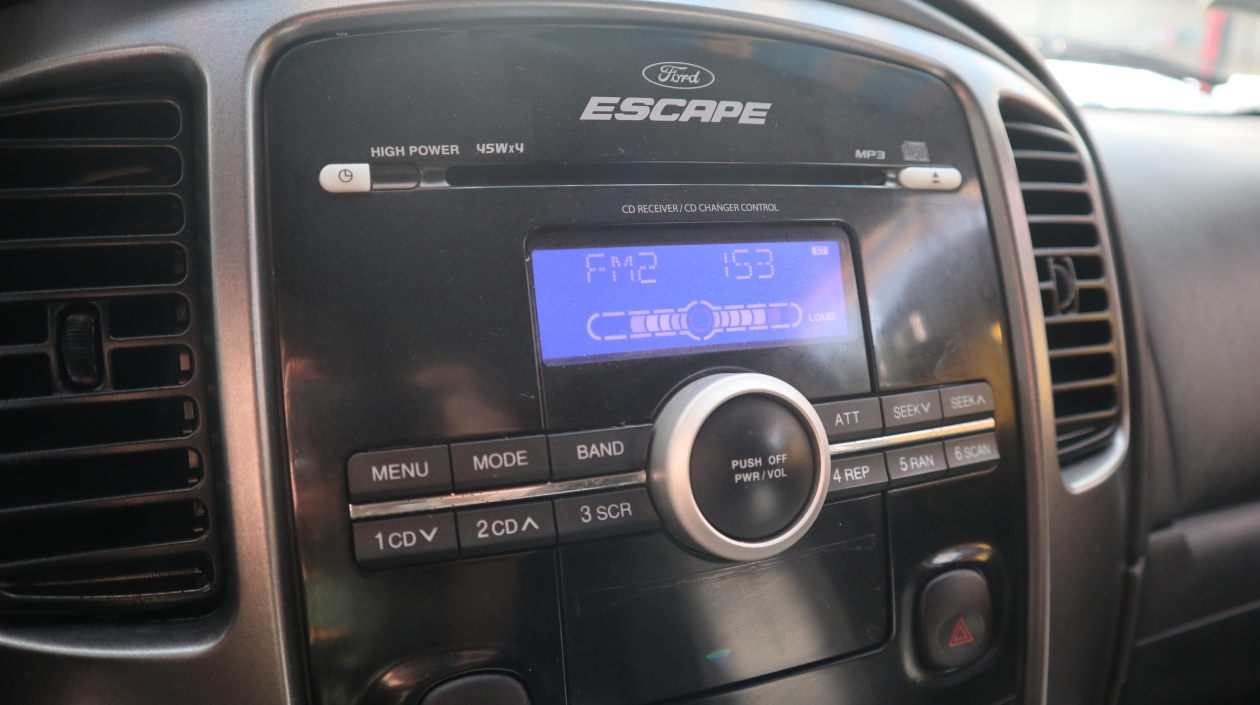 Ford
ESCAPE
HIGH POWER 45Wx4
MP3
CD RECEIVER / CD CHANGER CONTROL
FM2 153
ST
LOUD
MENU
MODE
BAND
ATT
SEEK
SEEK
PUSH OFF
PWR / VOL
1 CD
2 CD
3 SCR
4 REP
5 RAN
6 SCAN